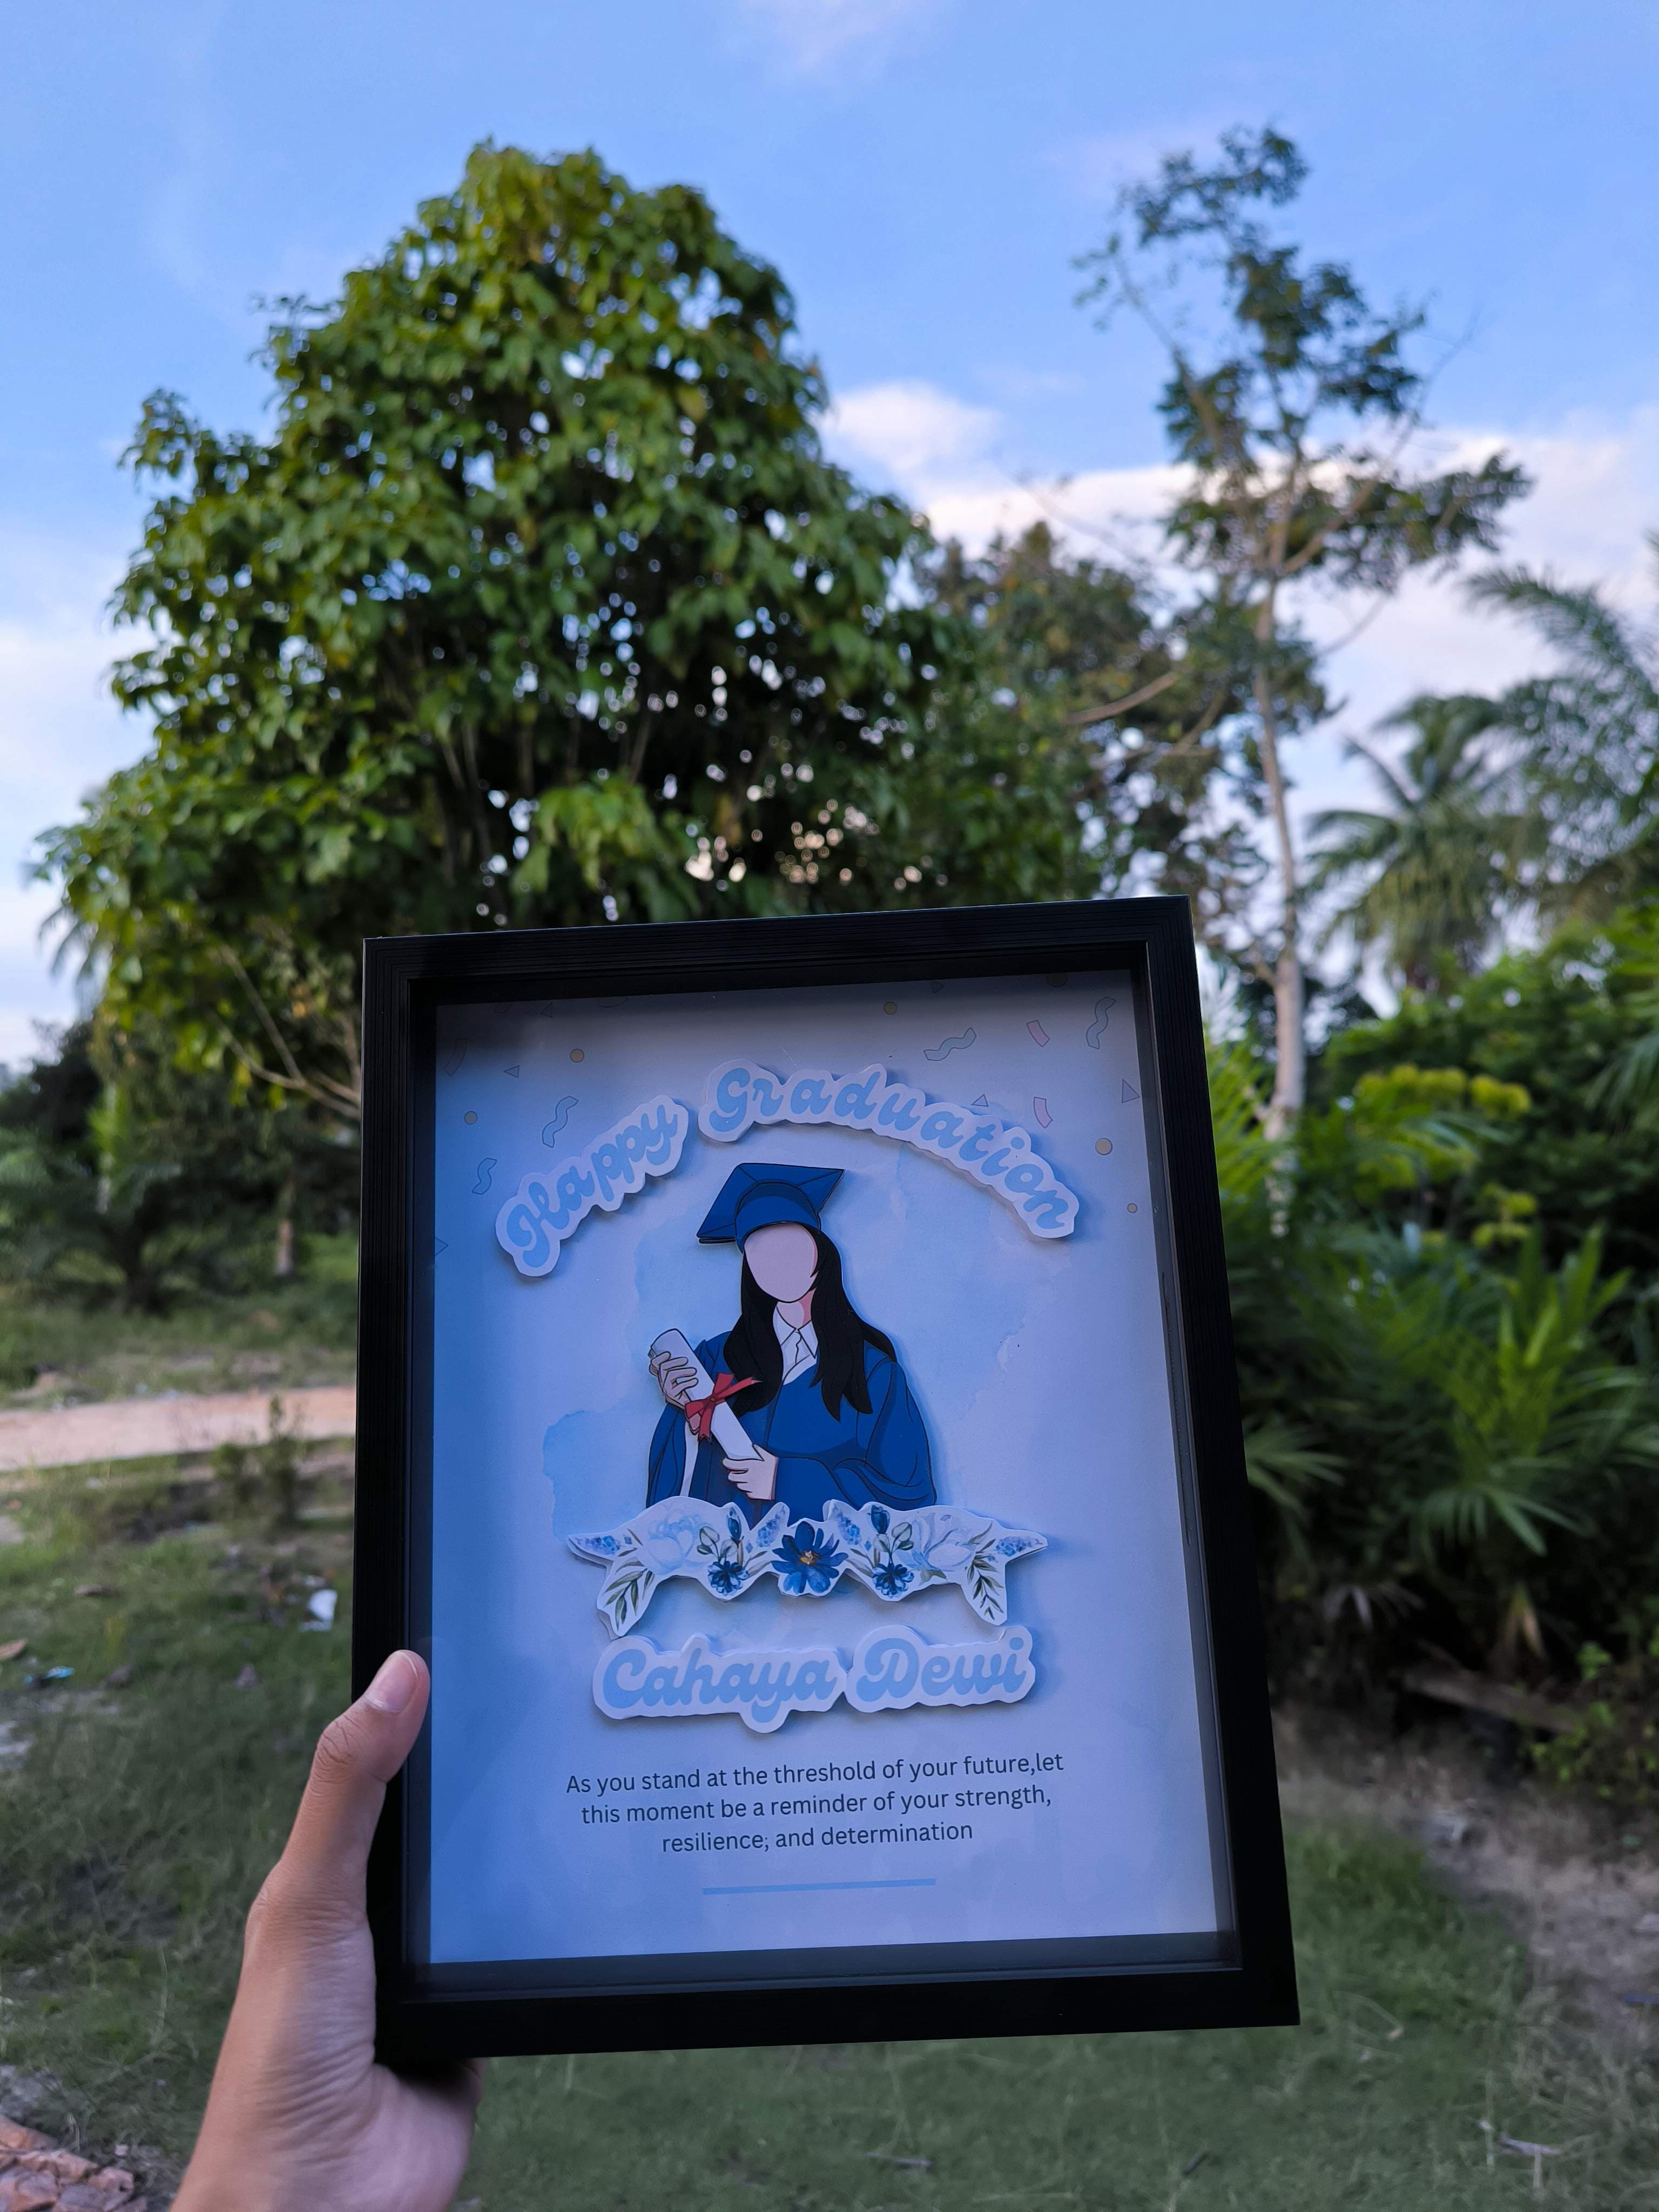 Happy Graduation
Cahaya Dewi
As you stand at the threshold of your future,let
this moment be a reminder of your strength,
resilience; and determination